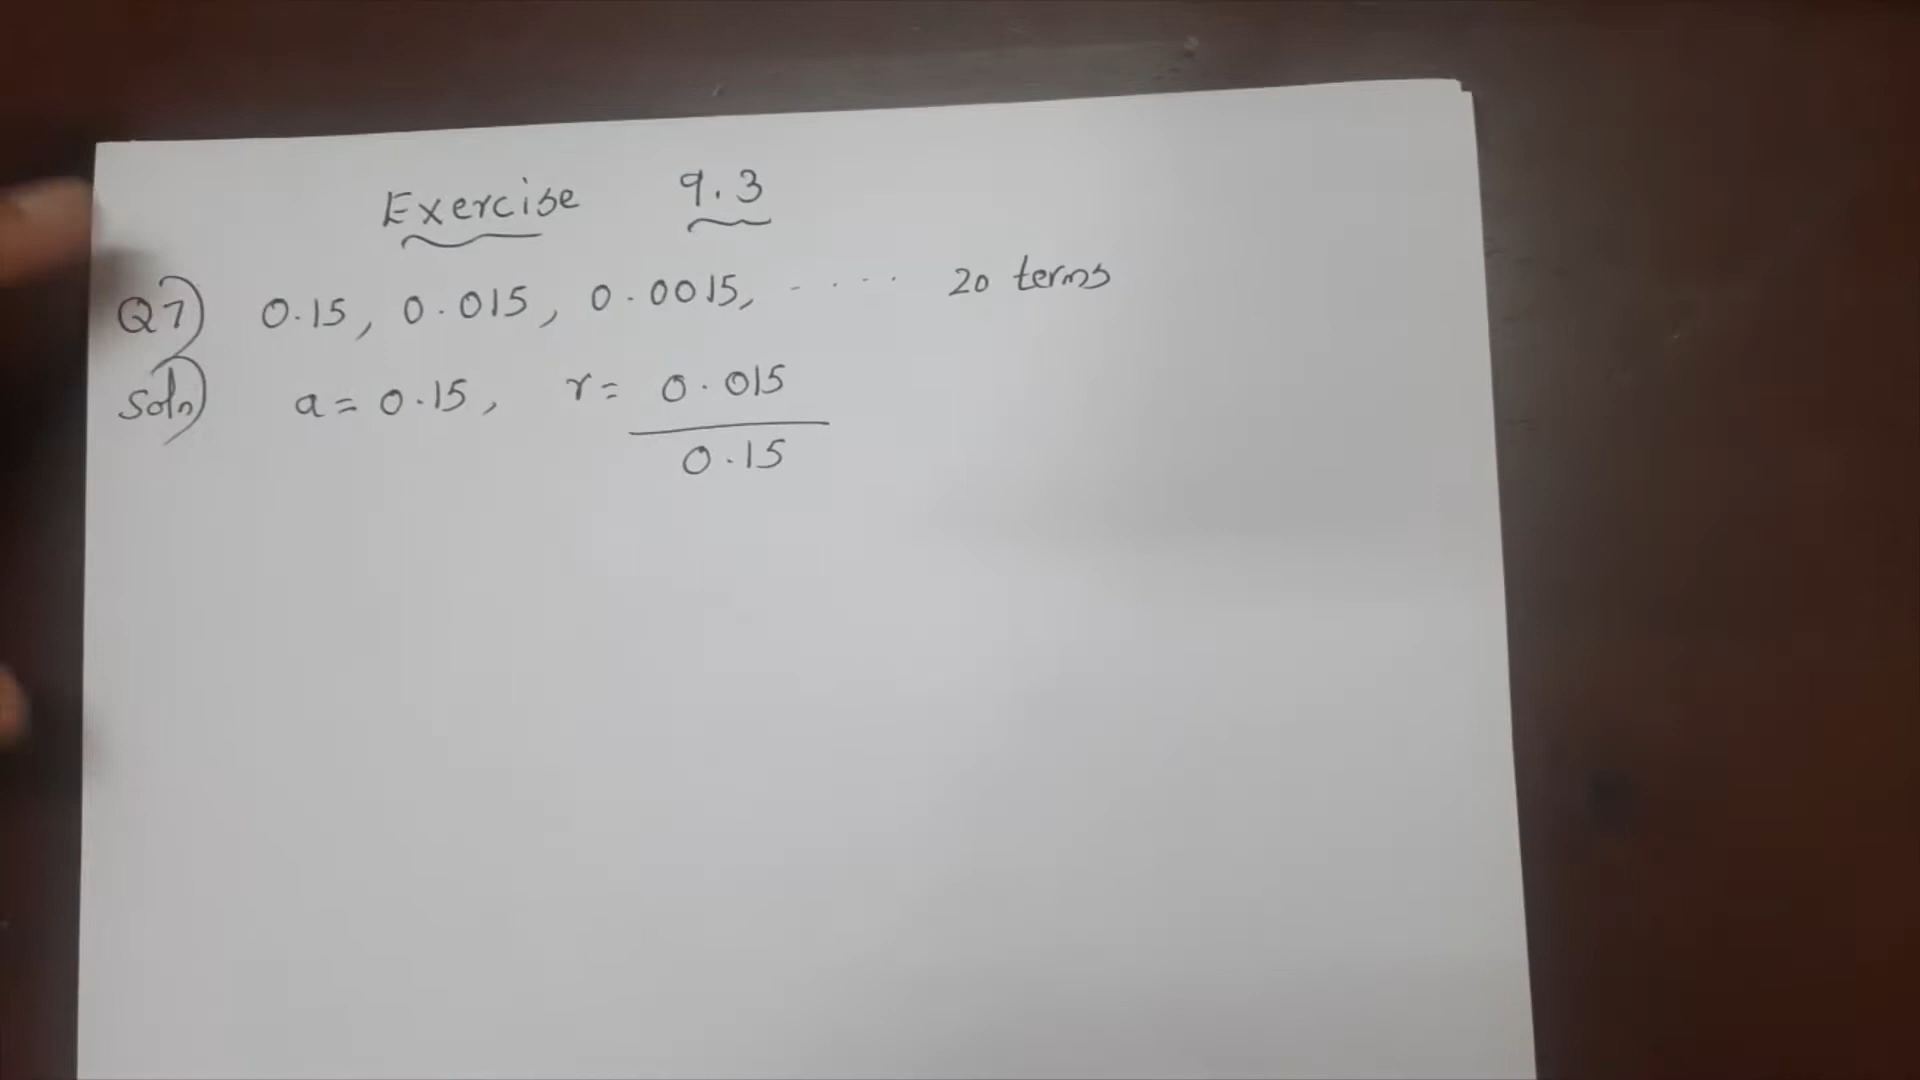 Exercise 9.3
Q7) 0.15, 0.015, 0.0015, ..... 20 terms
Soln) a = 0.15, r = 0.015
0.15